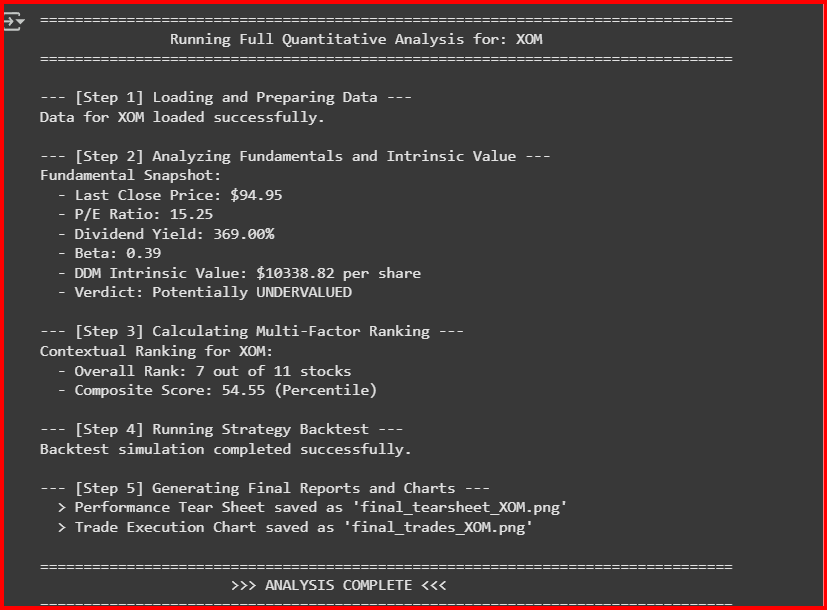 ================================================================================
Running Full Quantitative Analysis for: XOM
================================================================================
--- [Step 1] Loading and Preparing Data ---
Data for XOM loaded successfully.
--- [Step 2] Analyzing Fundamentals and Intrinsic Value ---
Fundamental Snapshot:
- Last Close Price: $94.95
- P/E Ratio: 15.25
- Dividend Yield: 369.00%
- Beta: 0.39
- DDM Intrinsic Value: $10338.82 per share
- Verdict: Potentially UNDERVALUED
--- [Step 3] Calculating Multi-Factor Ranking ---
Contextual Ranking for XOM:
- Overall Rank: 7 out of 11 stocks
- Composite Score: 54.55 (Percentile)
--- [Step 4] Running Strategy Backtest ---
Backtest simulation completed successfully.
--- [Step 5] Generating Final Reports and Charts ---
> Performance Tear Sheet saved as 'final_tearsheet_XOM.png'
> Trade Execution Chart saved as 'final_trades_XOM.png'
================================================================================
>>> ANALYSIS COMPLETE <<<
================================================================================